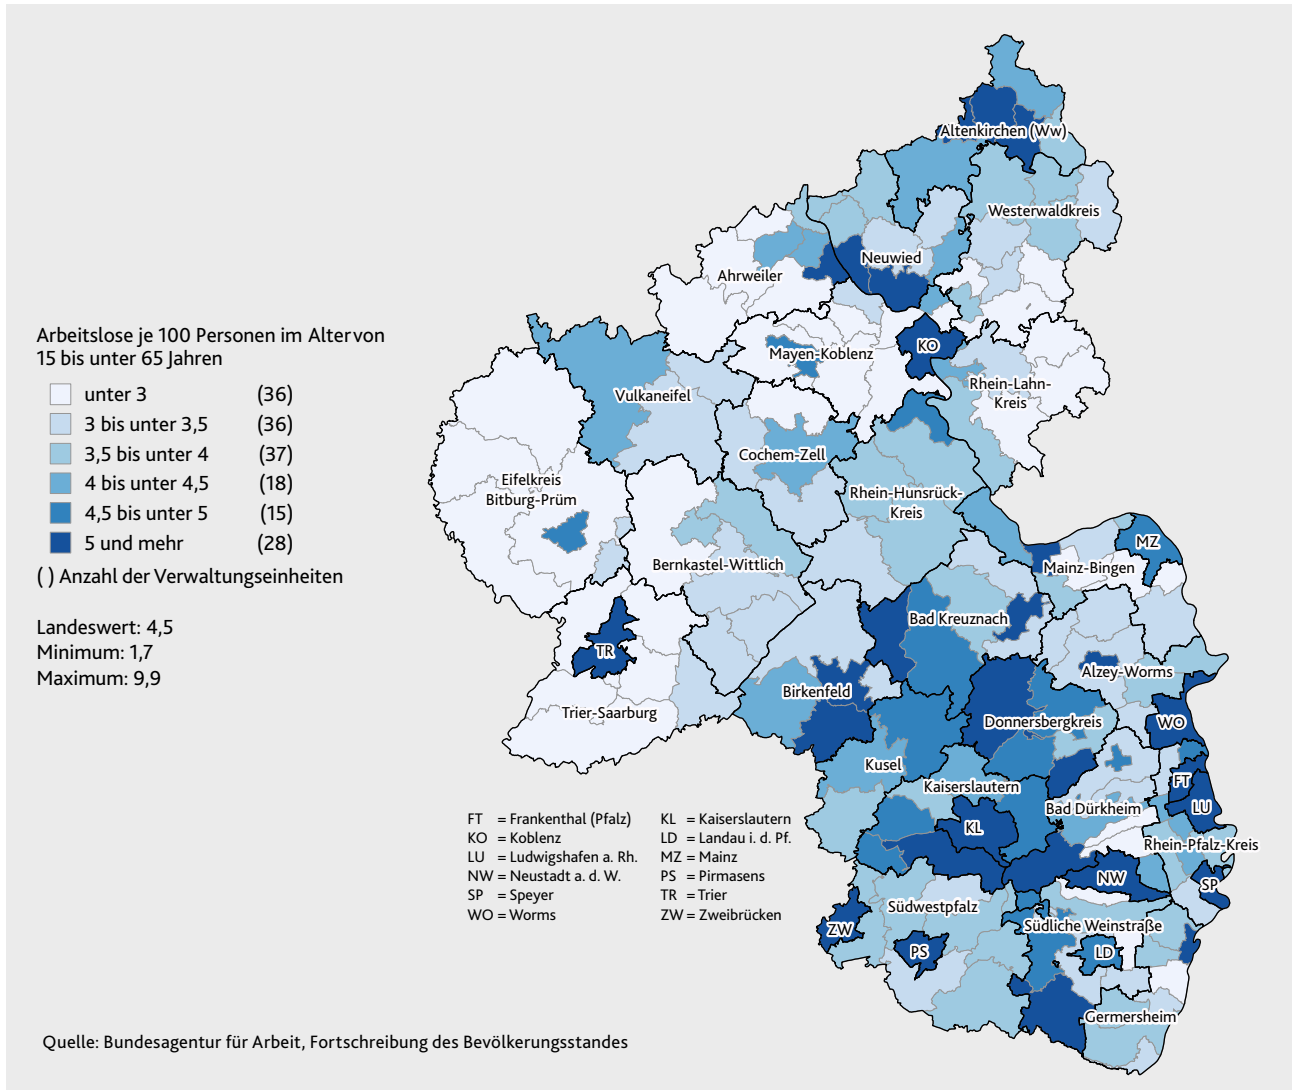 Altenkirchen (Ww)
Westerwaldkreis
Neuwied
Ahrweiler
Arbeitslose je 100 Personen im Alter von
15 bis unter 65 Jahren
unter 3 (36)
3 bis unter 3,5 (36)
3,5 bis unter 4 (37)
4 bis unter 4,5 (18)
4,5 bis unter 5 (15)
5 und mehr (28)
( ) Anzahl der Verwaltungseinheiten
Landeswert: 4,5
Minimum: 1,7
Maximum: 9,9
KO
Mayen-Koblenz
Rhein-Lahn-
Kreis
Vulkaneifel
Cochem-Zell
Eifelkreis
Bitburg-Prüm
Rhein-Hunsrück-
Kreis
MZ
Mainz-Bingen
Bernkastel-Wittlich
Bad Kreuznach
TR
Alzey-Worms
Birkenfeld
Trier-Saarburg
Donnersbergkreis
WO
Kusel
Kaiserslautern
FT
Bad Dürkheim
LU
KL
Rhein-Pfalz-Kreis
NW
SP
Südwestpfalz
Südliche Weinstraße
ZW
PS
LD
Germersheim
FT = Frankenthal (Pfalz)
KO = Koblenz
LU = Ludwigshafen a. Rh.
NW = Neustadt a. d. W.
SP = Speyer
WO = Worms
KL = Kaiserslautern
LD = Landau i. d. Pf.
MZ = Mainz
PS = Pirmasens
TR = Trier
ZW = Zweibrücken
Quelle: Bundesagentur für Arbeit, Fortschreibung des Bevölkerungsstandes